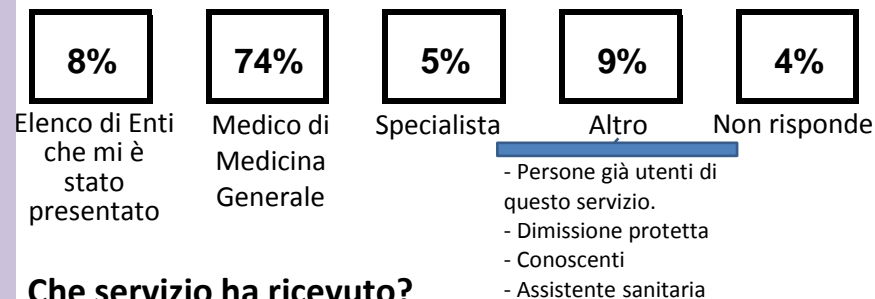 8%
74%
5%
9%
4%
Elenco di Enti
che mi è
stato
presentato
Medico di
Medicina
Generale
Specialista
Altro
Non risponde
- Persone già utenti di
questo servizio.
- Dimissione protetta
- Conoscenti
- Assistente sanitaria
Che servizio ha ricevuto?